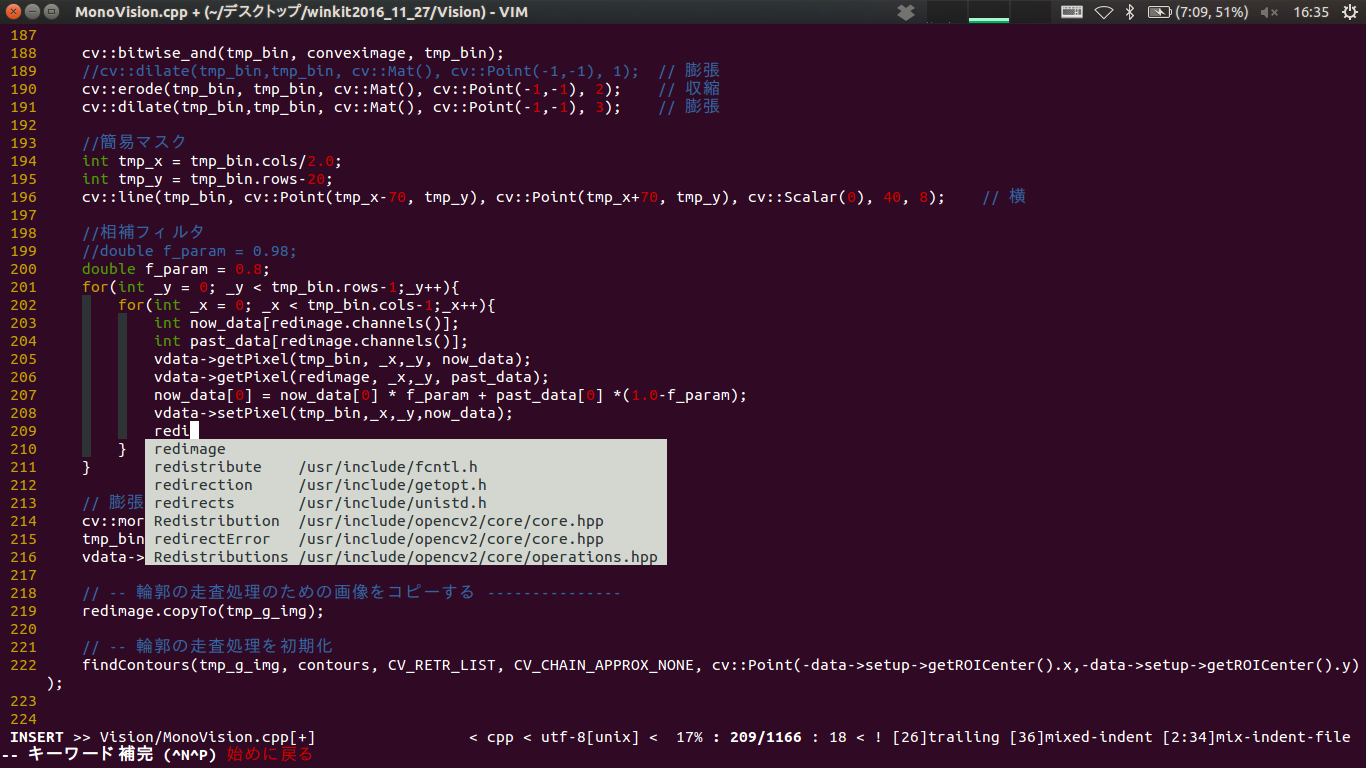 MonoVision.cpp + (~/デスクトップ/winkit2016_11_27/Vision) - VIM (7:09, 51%) 16:35
187
188 cv::bitwise_and(tmp_bin, conveximage, tmp_bin);
189 //cv::dilate(tmp_bin,tmp_bin, cv::Mat(), cv::Point(-1,-1), 1); // 膨張
190 cv::erode(tmp_bin, tmp_bin, cv::Mat(), cv::Point(-1,-1), 2); // 収縮
191 cv::dilate(tmp_bin,tmp_bin, cv::Mat(), cv::Point(-1,-1), 3); // 膨張
192
193 //簡易マスク
194 int tmp_x = tmp_bin.cols/2.0;
195 int tmp_y = tmp_bin.rows-20;
196 cv::line(tmp_bin, cv::Point(tmp_x-70, tmp_y), cv::Point(tmp_x+70, tmp_y), cv::Scalar(0), 40, 8); // 横
197
198 //相補フィルタ
199 //double f_param = 0.98;
200 double f_param = 0.8;
201 for(int _y = 0; _y < tmp_bin.rows-1;_y++){
202 for(int _x = 0; _x < tmp_bin.cols-1;_x++){
203 int now_data[redimage.channels()];
204 int past_data[redimage.channels()];
205 vdata->getPixel(tmp_bin, _x,_y, now_data);
206 vdata->getPixel(redimage, _x,_y, past_data);
207 now_data[0] = now_data[0] * f_param + past_data[0] *(1.0-f_param);
208 vdata->setPixel(tmp_bin,_x,_y,now_data);
209 redi
210 } redimage
211 } redistribute /usr/include/fcntl.h
212 redirection /usr/include/getopt.h
213 // 膨張 redirects /usr/include/unistd.h
214 cv::mor Redistribution /usr/include/opencv2/core/core.hpp
215 tmp_bin redirectError /usr/include/opencv2/core/core.hpp
216 vdata-> Redistributions /usr/include/opencv2/core/operations.hpp
217
218 // -- 輪郭の走査処理のための画像をコピーする ---------------
219 redimage.copyTo(tmp_g_img);
220
221 // -- 輪郭の走査処理を初期化
222 findContours(tmp_g_img, contours, CV_RETR_LIST, CV_CHAIN_APPROX_NONE, cv::Point(-data->setup->getROICenter().x,-data->setup->getROICenter().y)
);
223
224
INSERT >> Vision/MonoVision.cpp[+] < cpp < utf-8[unix] < 17% : 209/1166 : 18 < ! [26]trailing [36]mixed-indent [2:34]mix-indent-file
-- キーワード補完 (^N^P) 始めに戻る